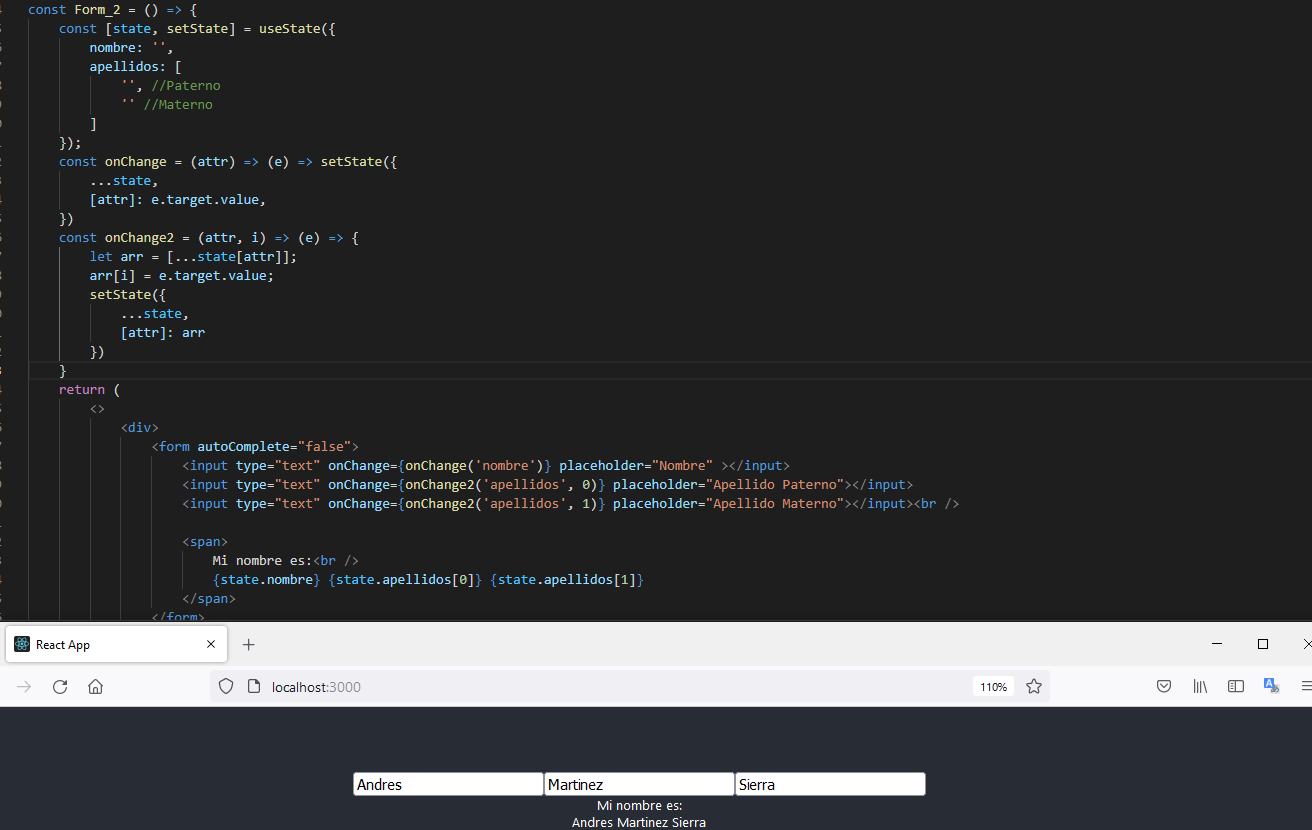 const Form_2 = () => {
const [state, setState] = useState({
nombre: '',
apellidos: [
'', //Paterno
'' //Materno
]
});
const onChange = (attr) => (e) => setState({
...state,
[attr]: e.target.value,
})
const onChange2 = (attr, i) => (e) => {
let arr = [...state[attr]];
arr[i] = e.target.value;
setState({
...state,
[attr]: arr
})
}
return (
<>
<div>
<form autoComplete="false">
<input type="text" onChange={onChange('nombre')} placeholder="Nombre" ></input>
<input type="text" onChange={onChange2('apellidos', 0)} placeholder="Apellido Paterno"></input>
<input type="text" onChange={onChange2('apellidos', 1)} placeholder="Apellido Materno"></input><br />
<span>
Mi nombre es:<br />
{state.nombre} {state.apellidos[0]} {state.apellidos[1]}
</span>
</form>
React App
localhost:3000 110%
Andres Martinez Sierra
Mi nombre es:
Andres Martinez Sierra